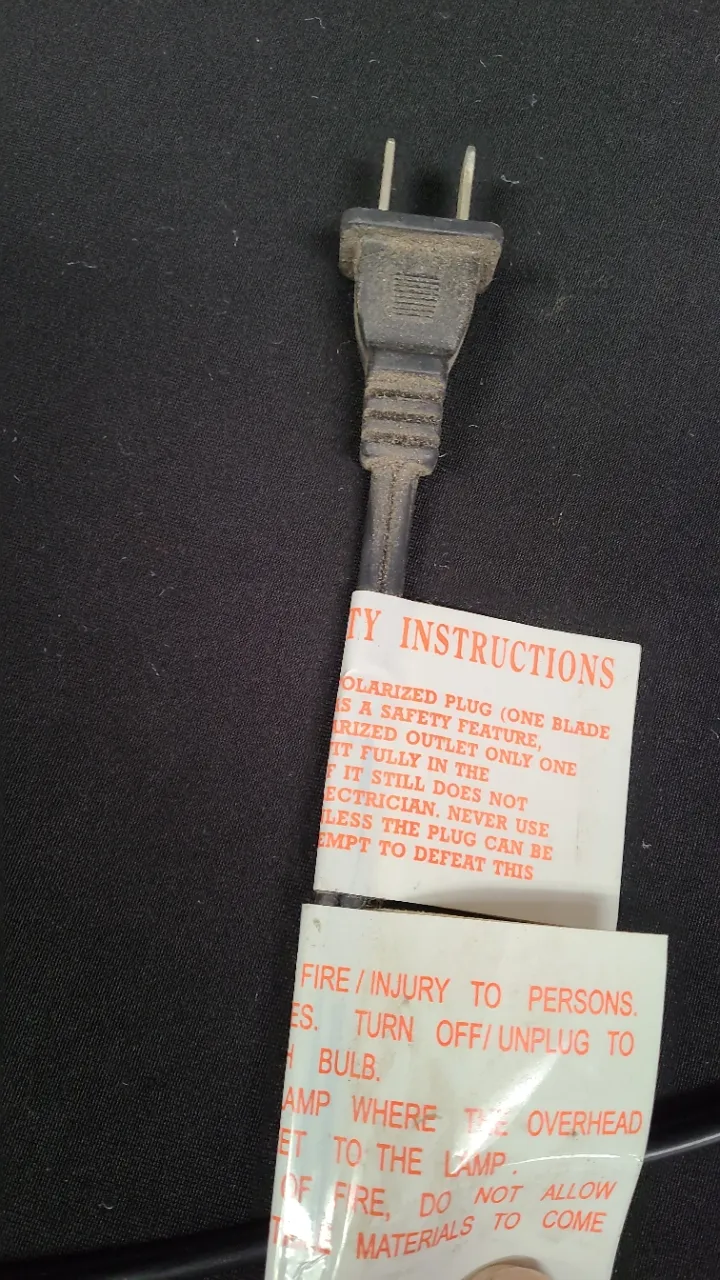 TY INSTRUCTIONS
OLARIZED PLUG (ONE BLADE
IS A SAFETY FEATURE,
ARIZED OUTLET ONLY ONE
IT FULLY IN THE
F IT STILL DOES NOT
ECTRICIAN. NEVER USE
LESS THE PLUG CAN BE
EMPT TO DEFEAT THIS
FIRE/INJURY TO PERSONS.
ES. TURN OFF/UNPLUG TO
H BULB.
AMP WHERE THE OVERHEAD
ET TO THE LAMP.
OF FIRE, DO NOT ALLOW
MATERIALS TO COME